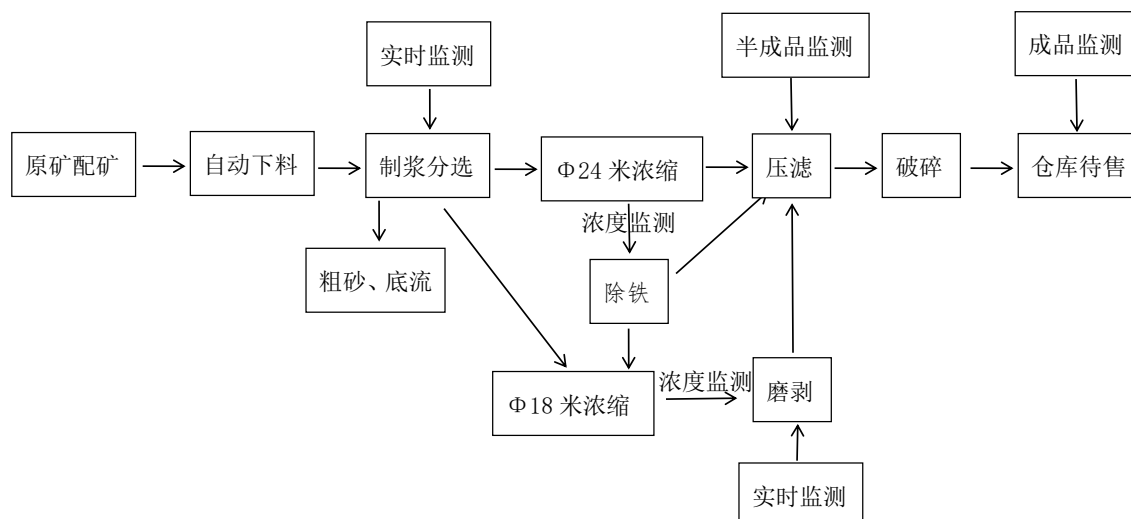 实时监测
半成品监测
成品监测
原矿配矿
自动下料
制浆分选
Φ24 米浓缩
压滤
破碎
仓库待售
浓度监测
粗砂、底流
除铁
Φ18 米浓缩
浓度监测
磨剥
实时监测